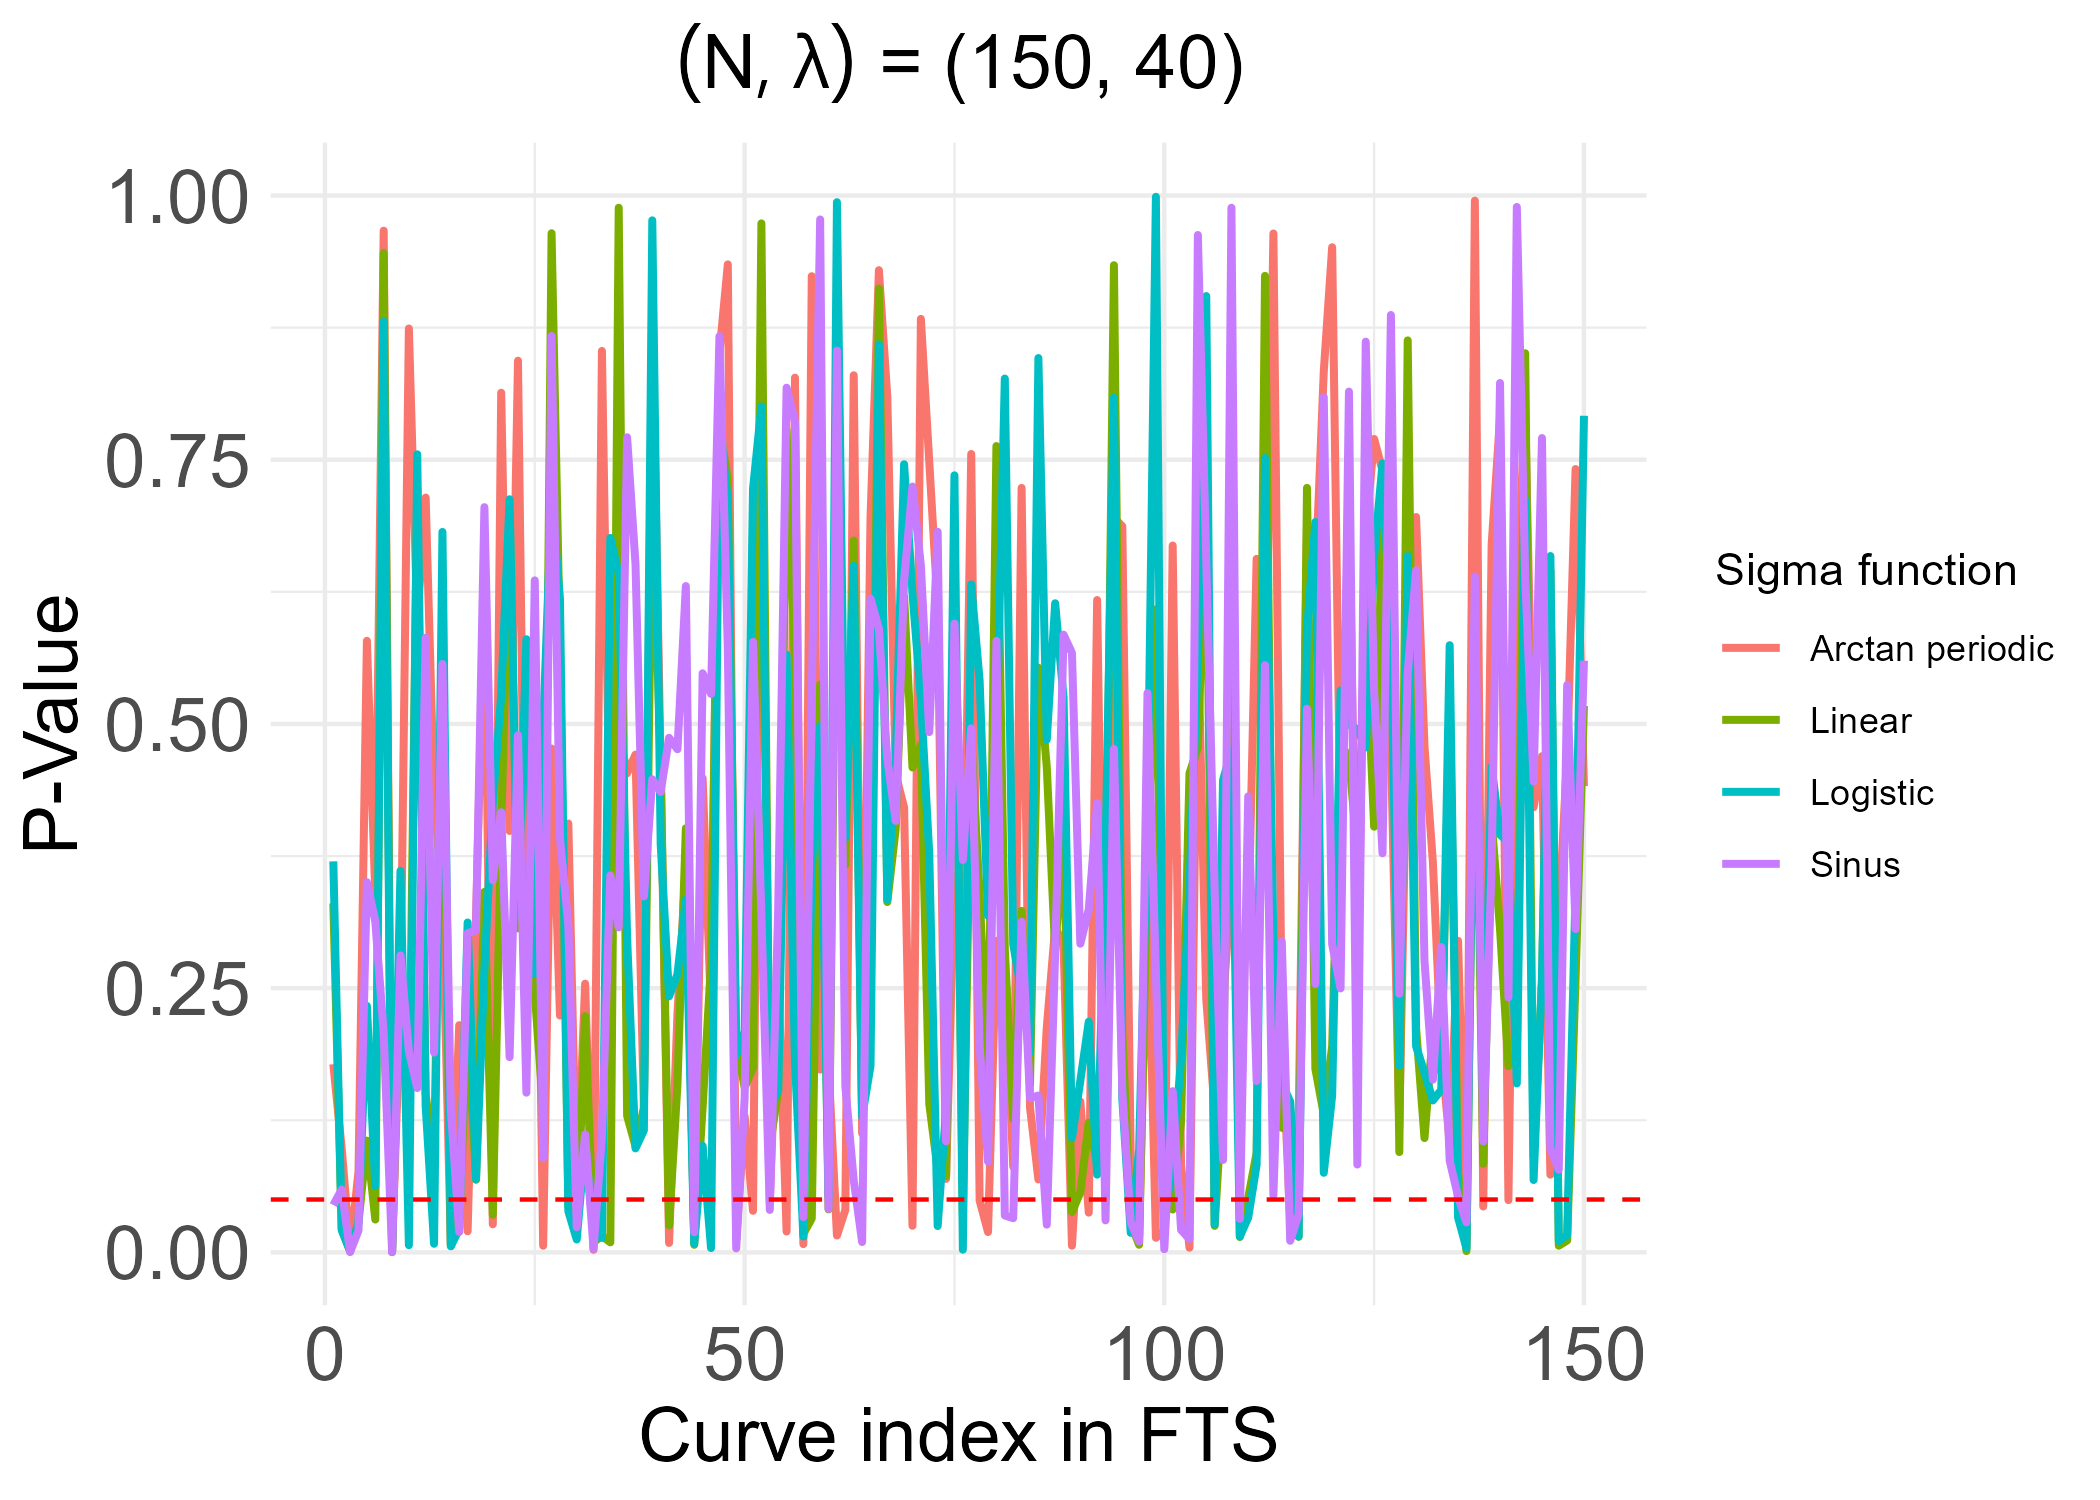 (N, λ) = (150, 40)
1.00
0.75
0.50
0.25
0.00
P-Value
0 50 100 150
Curve index in FTS
Sigma function
Arctan periodic
Linear
Logistic
Sinus